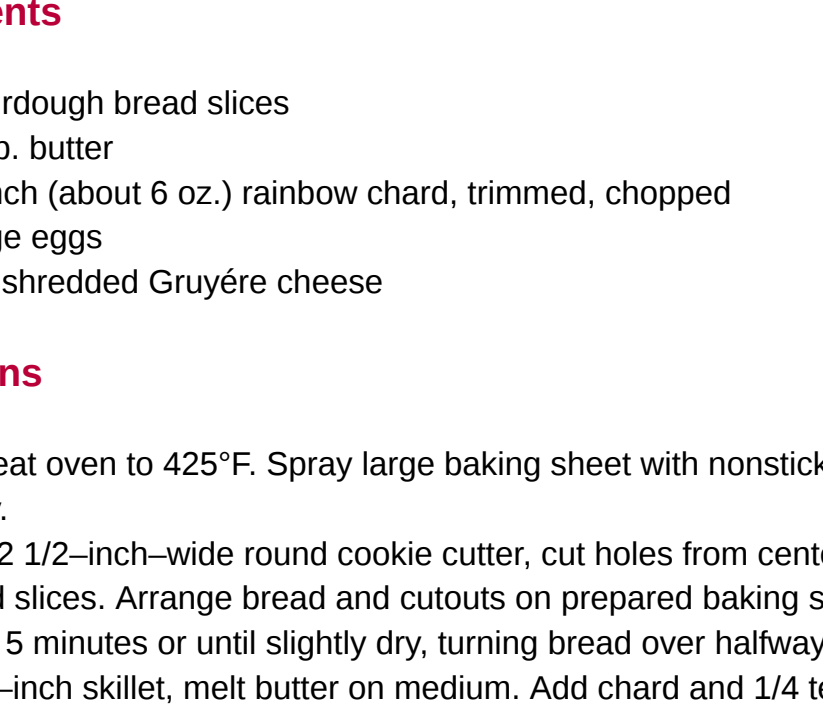 ents
rdough bread slices
p. butter
nch (about 6 oz.) rainbow chard, trimmed, chopped
ge eggs
shredded Gruyére cheese
ns
eat oven to 425°F. Spray large baking sheet with nonstick
.
2 1/2–inch–wide round cookie cutter, cut holes from cent
d slices. Arrange bread and cutouts on prepared baking s
5 minutes or until slightly dry, turning bread over halfway
–inch skillet, melt butter on medium. Add chard and 1/4 te